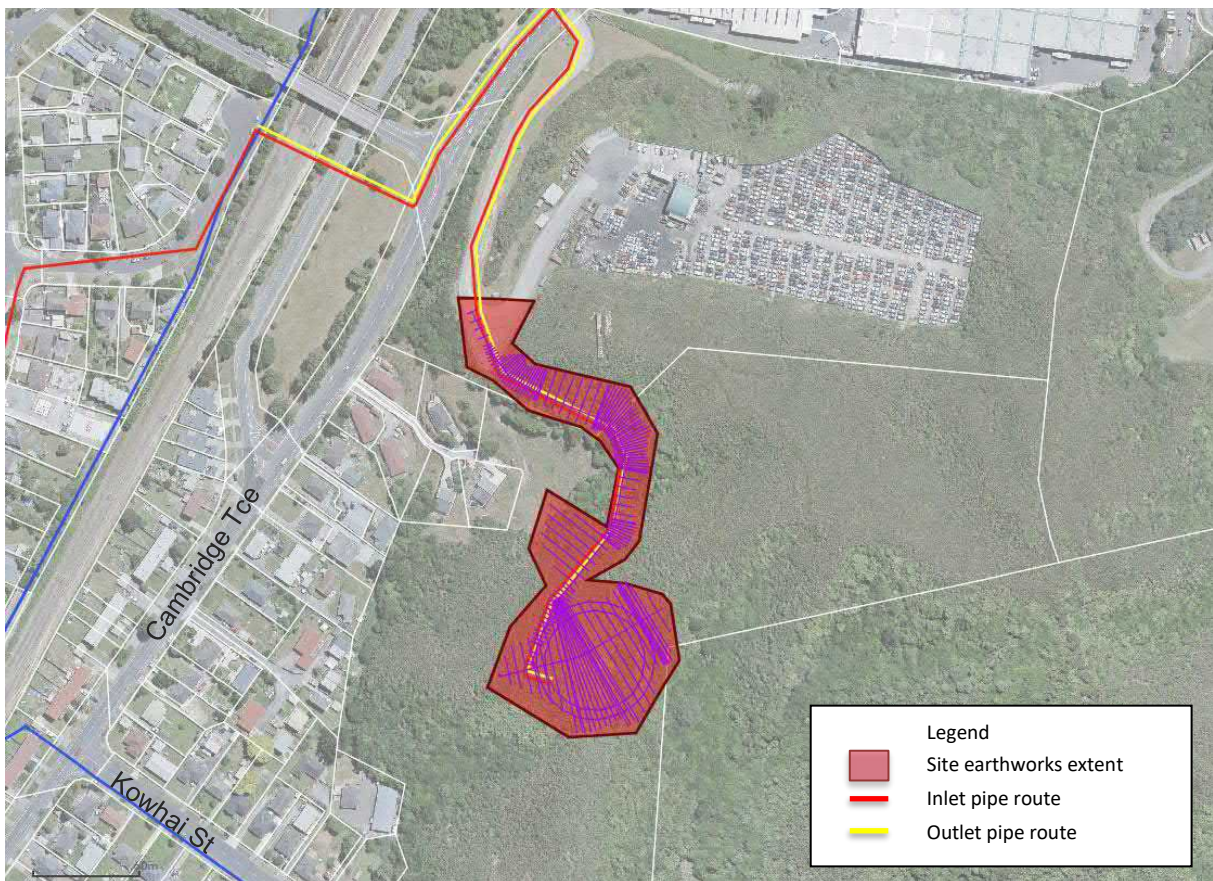 Cambridge Tce
Kowhai St
Legend
Site earthworks extent
Inlet pipe route
Outlet pipe route